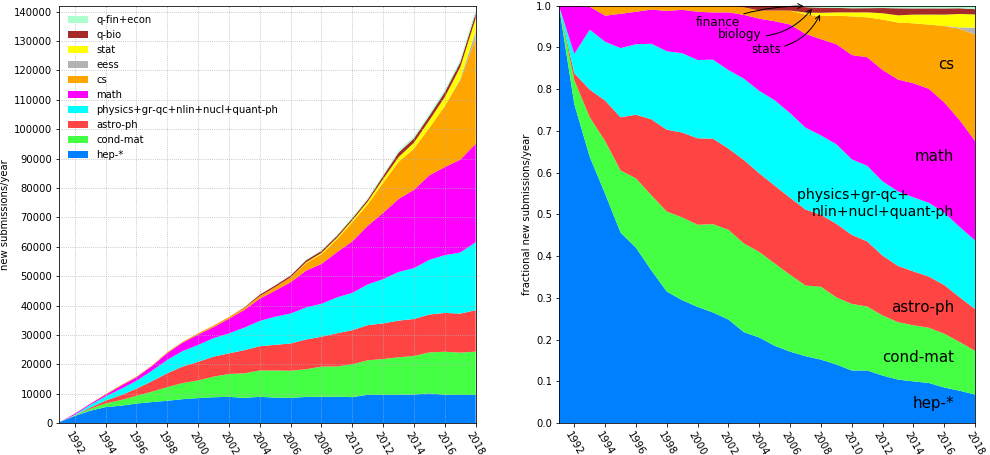 140000
120000
110000
100000
90000
80000
70000
60000
50000
40000
30000
20000
10000
0
new submissions/year
q-fin+econ
q-bio
stat
eess
cs
math
physics+gr-qc+nlin+nucl+quant-ph
astro-ph
cond-mat
hep-*
1992 1994 1996 1998 2000 2002 2004 2006 2008 2010 2012 2014 2016 2018
1.0
0.9
0.8
0.7
0.6
0.5
0.4
0.3
0.2
0.1
0.0
fractional new submissions/year
finance
biology
stats
cs
math
physics+gr-qc+
nlin+nucl+quant-ph
astro-ph
cond-mat
hep-*
1992 1994 1996 1998 2000 2002 2004 2006 2008 2010 2012 2014 2016 2018